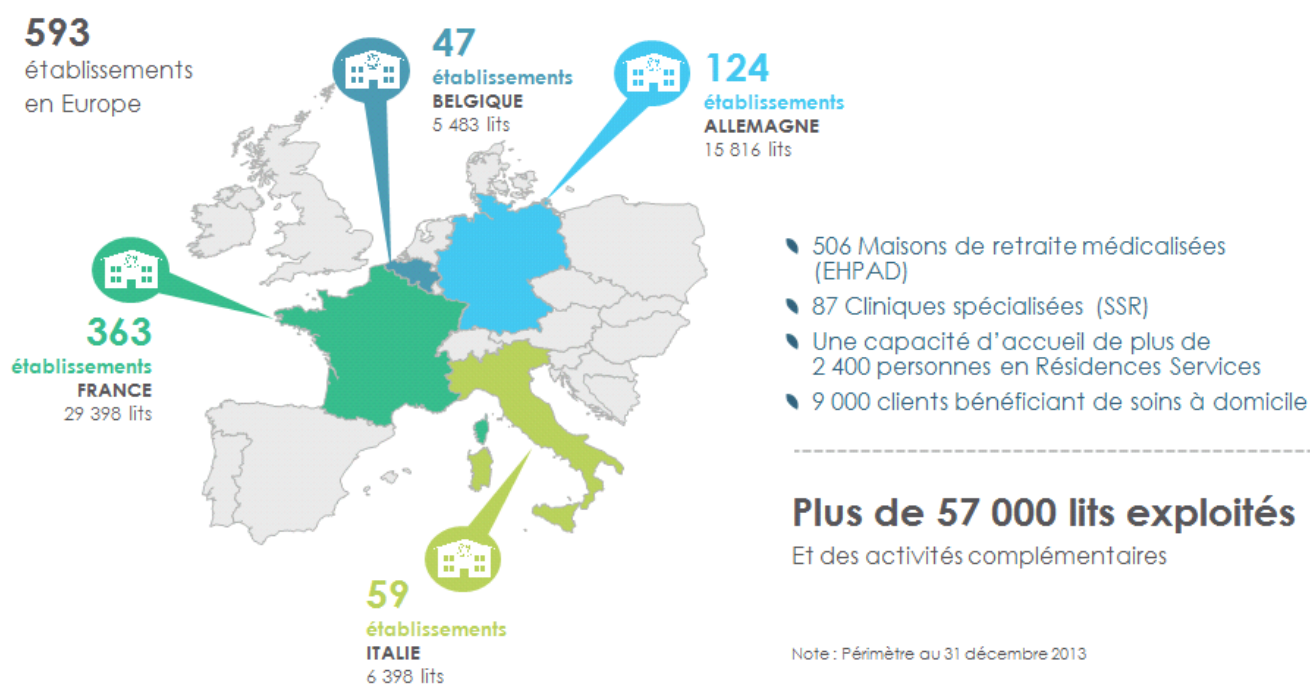 593
établissements
en Europe
47
établissements
BELGIQUE
5 483 lits
124
établissements
ALLEMAGNE
15 816 lits
363
établissements
FRANCE
29 398 lits
59
établissements
ITALIE
6 398 lits
506 Maisons de retraite médicalisées
(EHPAD)
87 Cliniques spécialisées (SSR)
Une capacité d'accueil de plus de
2 400 personnes en Résidences Services
9 000 clients bénéficiant de soins à domicile
Plus de 57 000 lits exploités
Et des activités complémentaires
Note : Périmètre au 31 décembre 2013